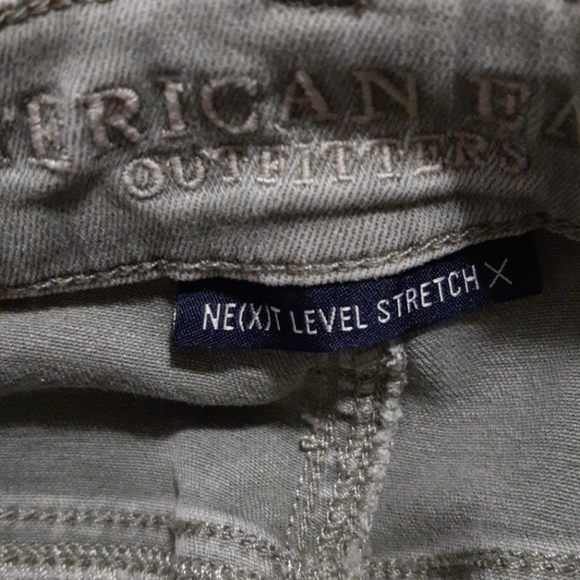 ERICAN EA
OUTFITTERS
NE(X)T LEVEL STRETCH X